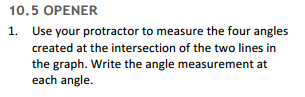 10.5 OPENER
1. Use your protractor to measure the four angles
created at the intersection of the two lines in
the graph. Write the angle measurement at
each angle.